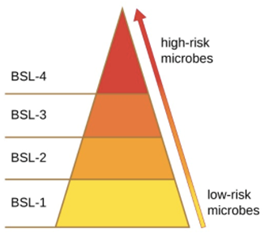 high-risk
microbes
BSL-4
BSL-3
BSL-2
BSL-1
low-risk
microbes